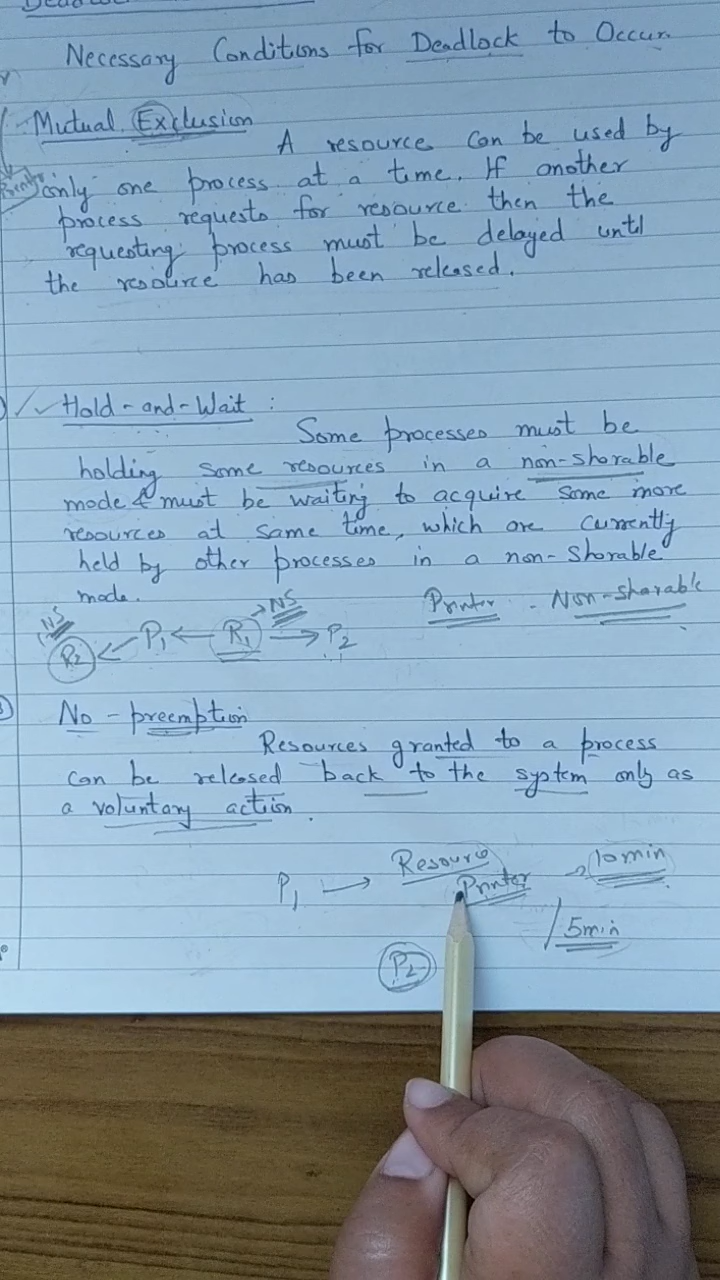 Necessary Conditions for Deadlock to Occur.
Mutual Exclusion
A resource can be used by
only one process at a time. If another
process requests for resource then the
requesting process must be delayed until
the resource has been released.
Hold-and-Wait :
Some processes must be
holding some resources in a non-sharable
mode & must be waiting to acquire some more
resources at same time, which are currently
held by other processes in a non-sharable
mode.
Printer - Non-sharable
NS R2 ← P1 ← R1 → NS → P2
No-preemption
Resources granted to a process
can be released back to the system only as
a voluntary action.
P1 → Resource → 10min
Printer
/5min
P2